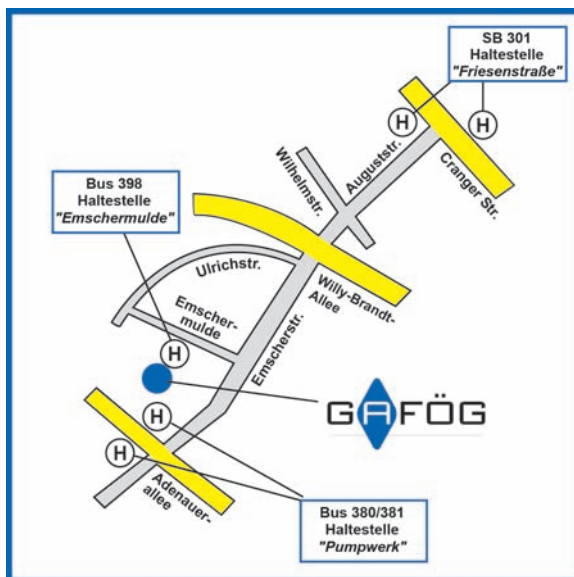 SB 301
Haltestelle
"Friesenstraße"
H
H
Wilhelmstr.
Auguststr.
Cranger Str.
Bus 398
Haltestelle
"Emschermulde"
Ulrichstr.
Willy-Brandt-
Allee
Emscher-
mulde
Emscherstr.
H
GAFÖG
H
H
Adenauer-
allee
Bus 380/381
Haltestelle
"Pumpwerk"